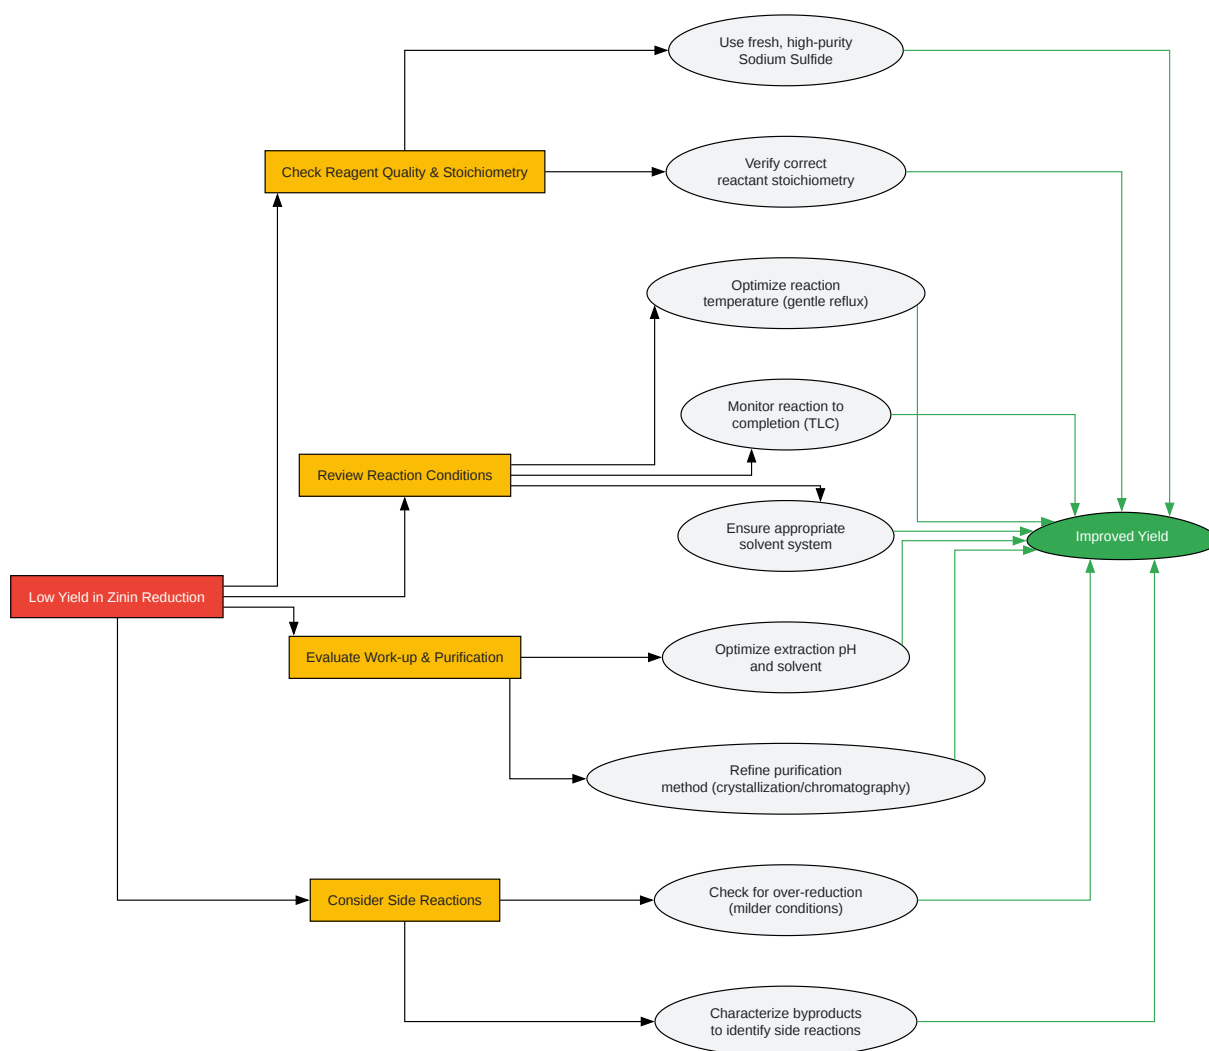 Use fresh, high-purity
Sodium Sulfide
Check Reagent Quality & Stoichiometry
Verify correct
reactant stoichiometry
Optimize reaction
temperature (gentle reflux)
Monitor reaction to
completion (TLC)
Review Reaction Conditions
Ensure appropriate
solvent system
Improved Yield
Low Yield in Zinin Reduction
Evaluate Work-up & Purification
Optimize extraction pH
and solvent
Refine purification
method (crystallization/chromatography)
Consider Side Reactions
Check for over-reduction
(milder conditions)
Characterize byproducts
to identify side reactions